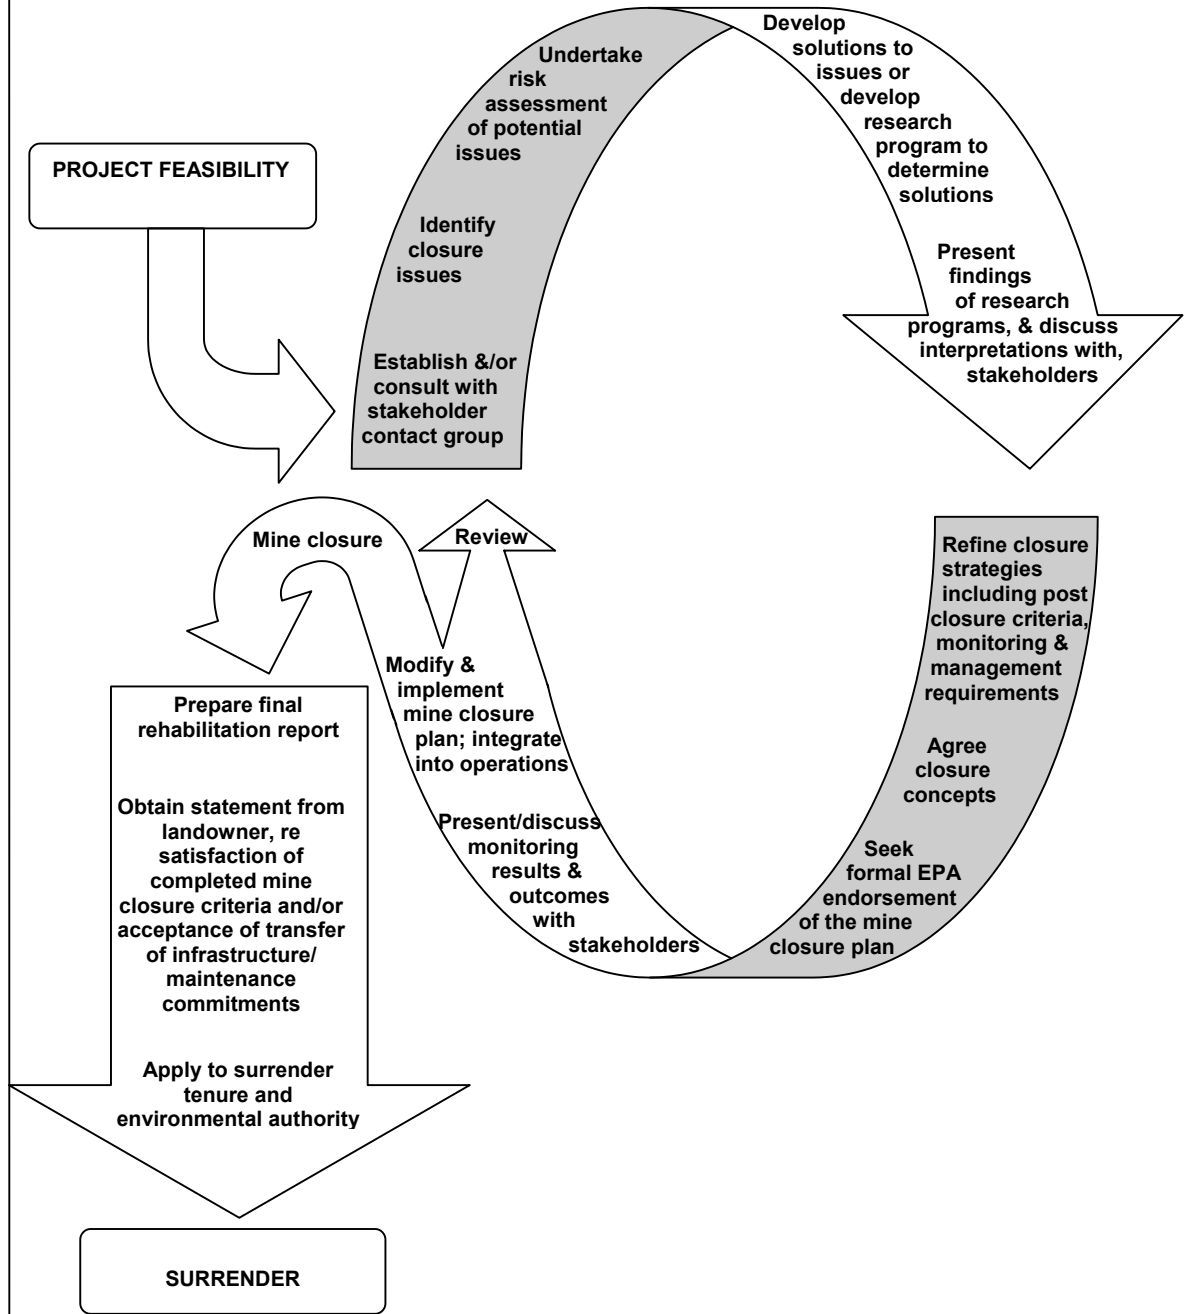 PROJECT FEASIBILITY
Establish &/or
consult with
stakeholder
contact group
Identify
closure
issues
Undertake
risk
assessment
of potential
issues
Develop
solutions to
issues or
develop
research
program to
determine
solutions
Present
findings
of research
programs, & discuss
interpretations with,
stakeholders
Refine closure
strategies
including post
closure criteria,
monitoring &
management
requirements
Agree
closure
concepts
Seek
formal EPA
endorsement
of the mine
closure plan
Present/discuss
monitoring
results &
outcomes
with
stakeholders
Modify &
implement
mine closure
plan; integrate
into operations
Review
Mine closure
Prepare final
rehabilitation report
Obtain statement from
landowner, re
satisfaction of
completed mine
closure criteria and/or
acceptance of transfer
of infrastructure/
maintenance
commitments
Apply to surrender
tenure and
environmental authority
SURRENDER